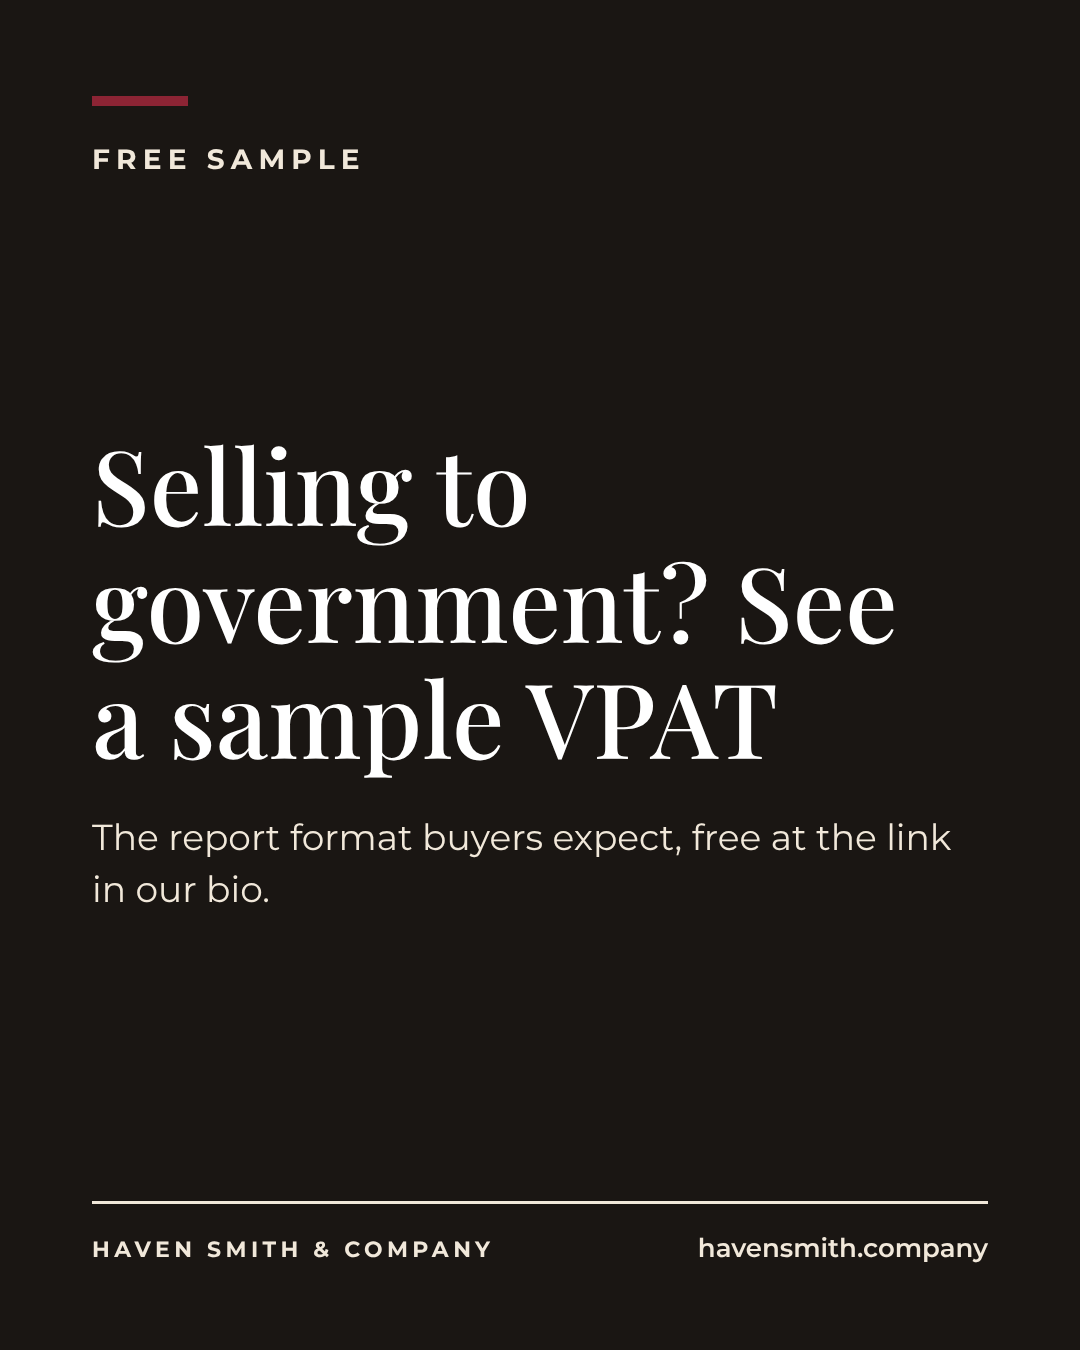 FREE SAMPLE
Selling to
government? See
a sample VPAT
The report format buyers expect, free at the link
in our bio.
HAVEN SMITH & COMPANY
havensmith.company